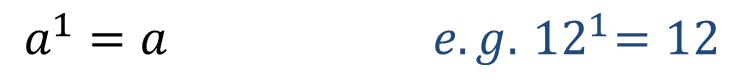 a¹ = a e.g. 12¹ = 12